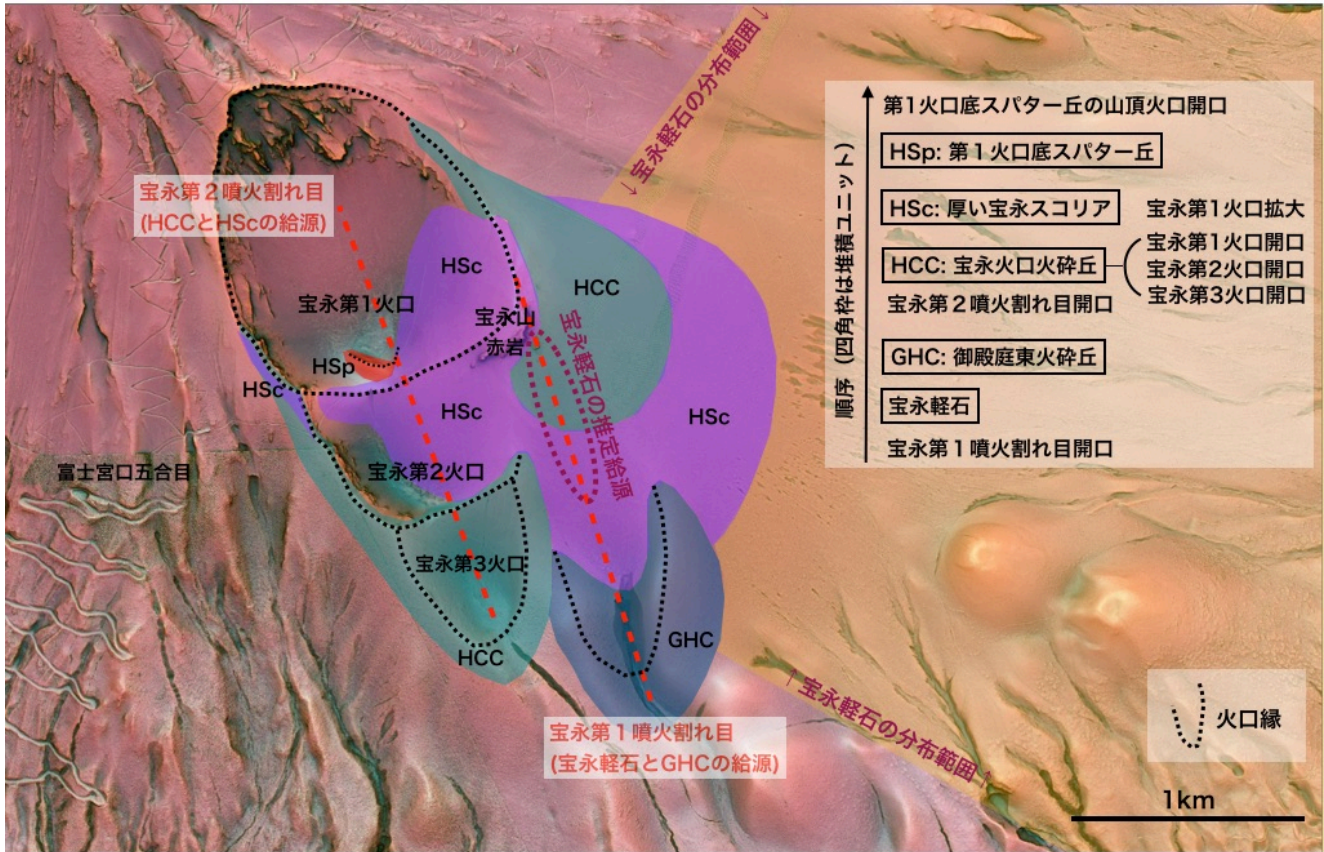 ↓宝永軽石の分布範囲↓
宝永第２噴火割れ目
(HCCとHScの給源)
HSc
HCC
宝永第1火口
宝永山
赤岩
HSp
HSc
HSc
HSc
宝永軽石の推定給源
富士宮口五合目
宝永第2火口
宝永第3火口
HCC
GHC
宝永第１噴火割れ目
(宝永軽石とGHCの給源)
↑宝永軽石の分布範囲↑
順序（四角枠は堆積ユニット）
第１火口底スパター丘の山頂火口開口
HSp: 第１火口底スパター丘
HSc: 厚い宝永スコリア
宝永第1火口拡大
HCC: 宝永火口火砕丘
宝永第1火口開口
宝永第2火口開口
宝永第3火口開口
宝永第２噴火割れ目開口
GHC: 御殿庭東火砕丘
宝永軽石
宝永第１噴火割れ目開口
火口縁
1km